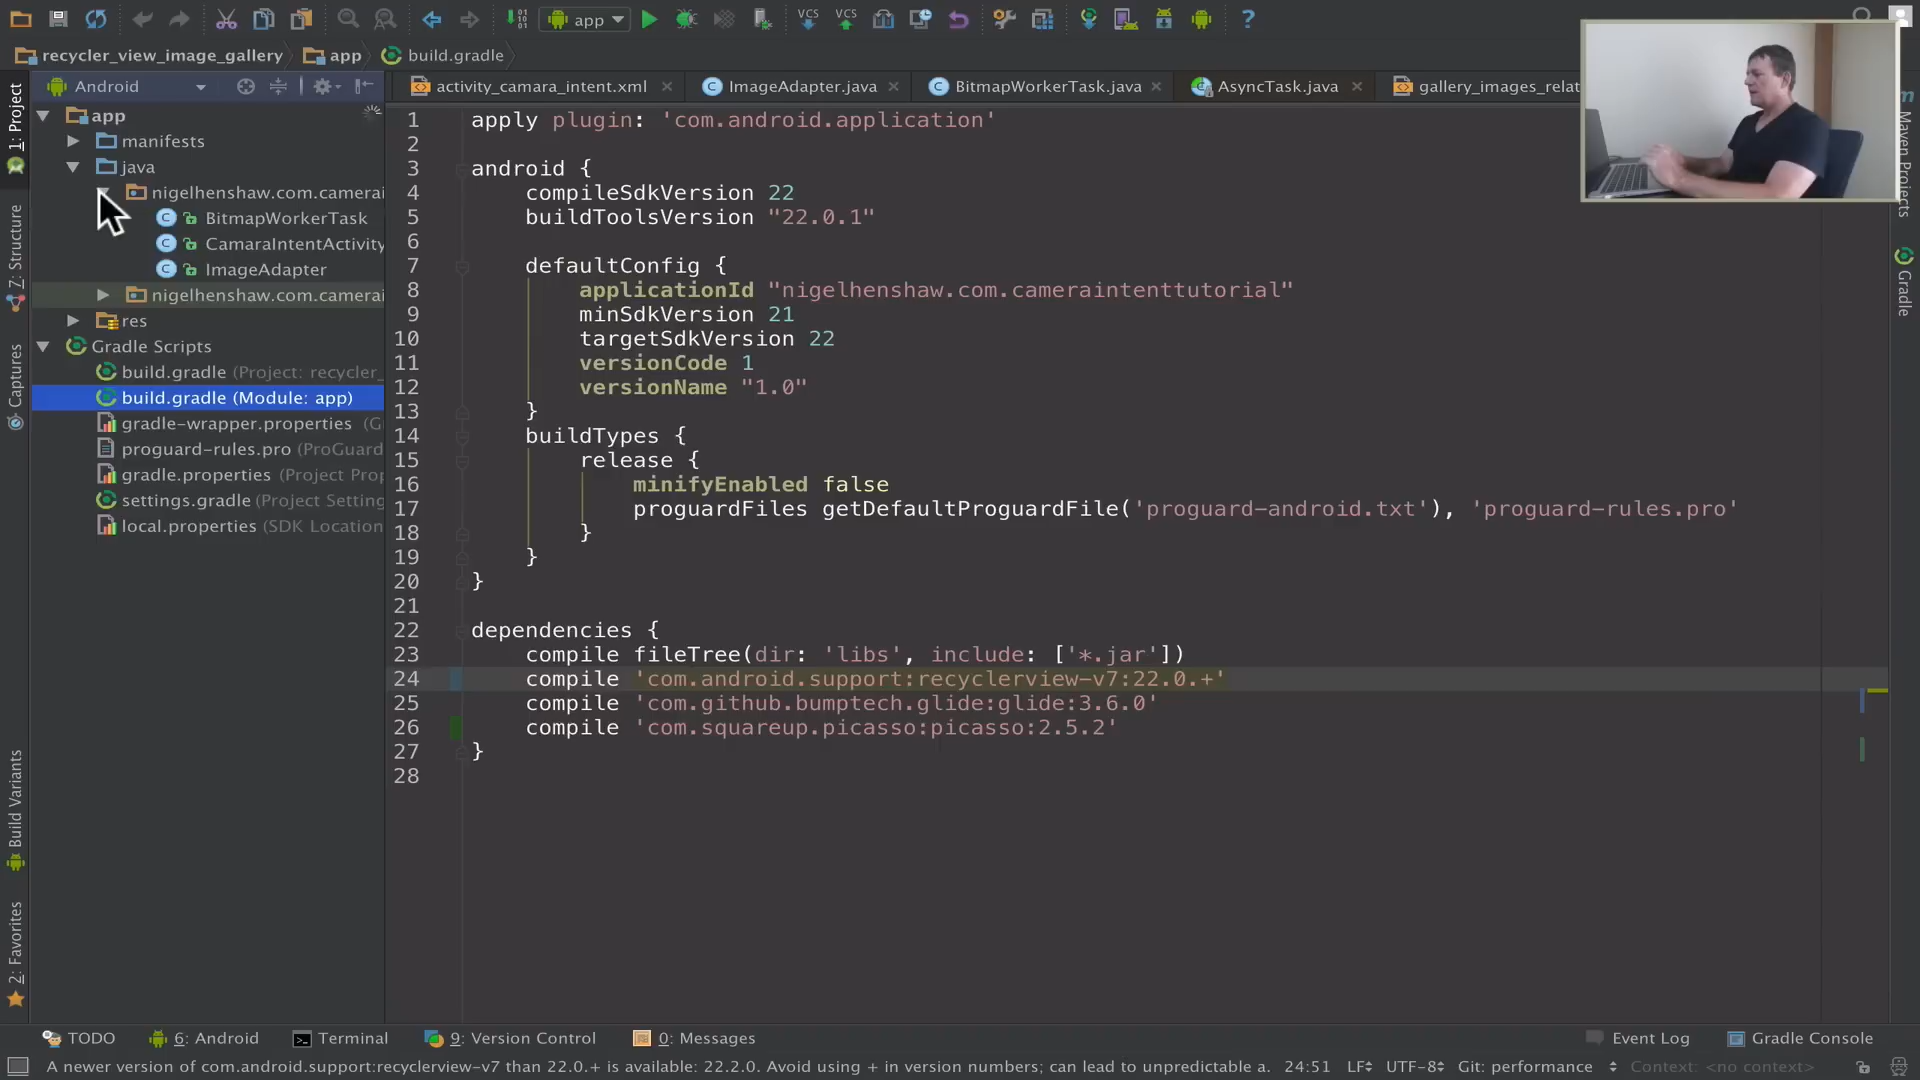 app
recycler_view_image_gallery
app
build.gradle
Android
activity_camara_intent.xml
ImageAdapter.java
BitmapWorkerTask.java
AsyncTask.java
gallery_images_relat
1: Project
7: Structure
Captures
Build Variants
2: Favorites
app
manifests
java
nigelhenshaw.com.camerai
BitmapWorkerTask
CamaraIntentActivity
ImageAdapter
nigelhenshaw.com.camerai
res
Gradle Scripts
build.gradle (Project: recycler_
build.gradle (Module: app)
gradle-wrapper.properties (G
proguard-rules.pro (ProGuard
gradle.properties (Project Prop
settings.gradle (Project Setting
local.properties (SDK Location
1 apply plugin: 'com.android.application'
2
3 android {
4 compileSdkVersion 22
5 buildToolsVersion "22.0.1"
6
7 defaultConfig {
8 applicationId "nigelhenshaw.com.cameraintenttutorial"
9 minSdkVersion 21
10 targetSdkVersion 22
11 versionCode 1
12 versionName "1.0"
13 }
14 buildTypes {
15 release {
16 minifyEnabled false
17 proguardFiles getDefaultProguardFile('proguard-android.txt'), 'proguard-rules.pro'
18 }
19 }
20 }
21
22 dependencies {
23 compile fileTree(dir: 'libs', include: ['*.jar'])
24 compile 'com.android.support:recyclerview-v7:22.0.+'
25 compile 'com.github.bumptech.glide:glide:3.6.0'
26 compile 'com.squareup.picasso:picasso:2.5.2'
27 }
28
Maven Projects
Gradle
TODO
6: Android
Terminal
9: Version Control
0: Messages
Event Log
Gradle Console
A newer version of com.android.support:recyclerview-v7 than 22.0.+ is available: 22.2.0. Avoid using + in version numbers; can lead to unpredictable a.
24:51
LF
UTF-8
Git: performance
Context: <no context>